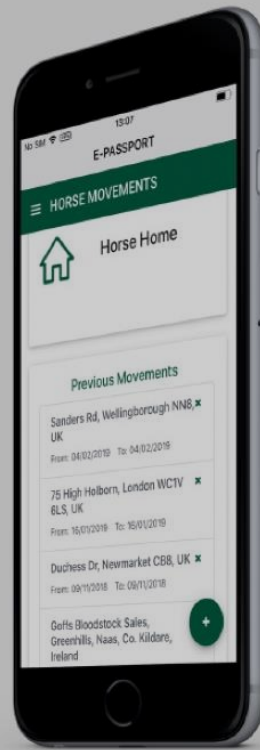 No SIM
13:07
E-PASSPORT
HORSE MOVEMENTS
Horse Home
Previous Movements
Sanders Rd, Wellingborough NN8, ×
UK
From: 04/02/2019 To: 04/02/2019
75 High Holborn, London WC1V ×
6LS, UK
From: 16/01/2019 To: 16/01/2019
Duchess Dr, Newmarket CB8, UK ×
From: 09/11/2018 To: 09/11/2018
Goffs Bloodstock Sales,
Greenhills, Naas, Co. Kildare,
Ireland
+